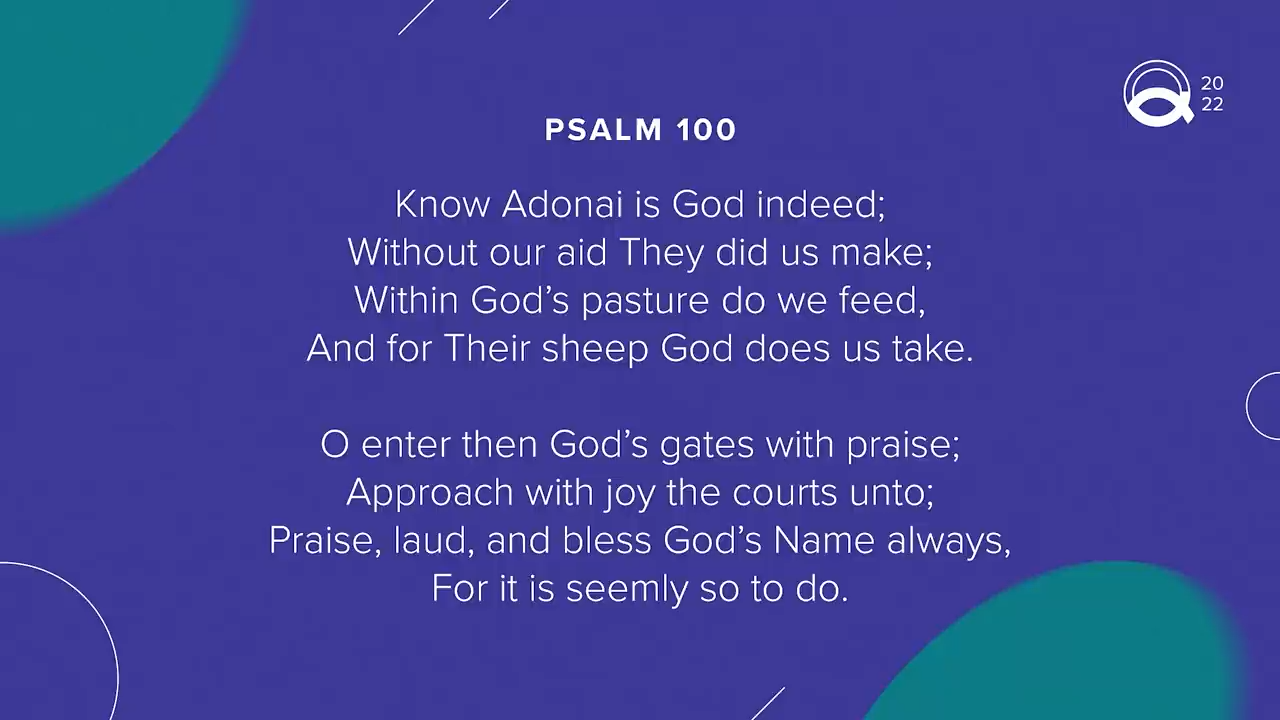 20
22
PSALM 100
Know Adonai is God indeed;
Without our aid They did us make;
Within God’s pasture do we feed,
And for Their sheep God does us take.
O enter then God’s gates with praise;
Approach with joy the courts unto;
Praise, laud, and bless God’s Name always,
For it is seemly so to do.